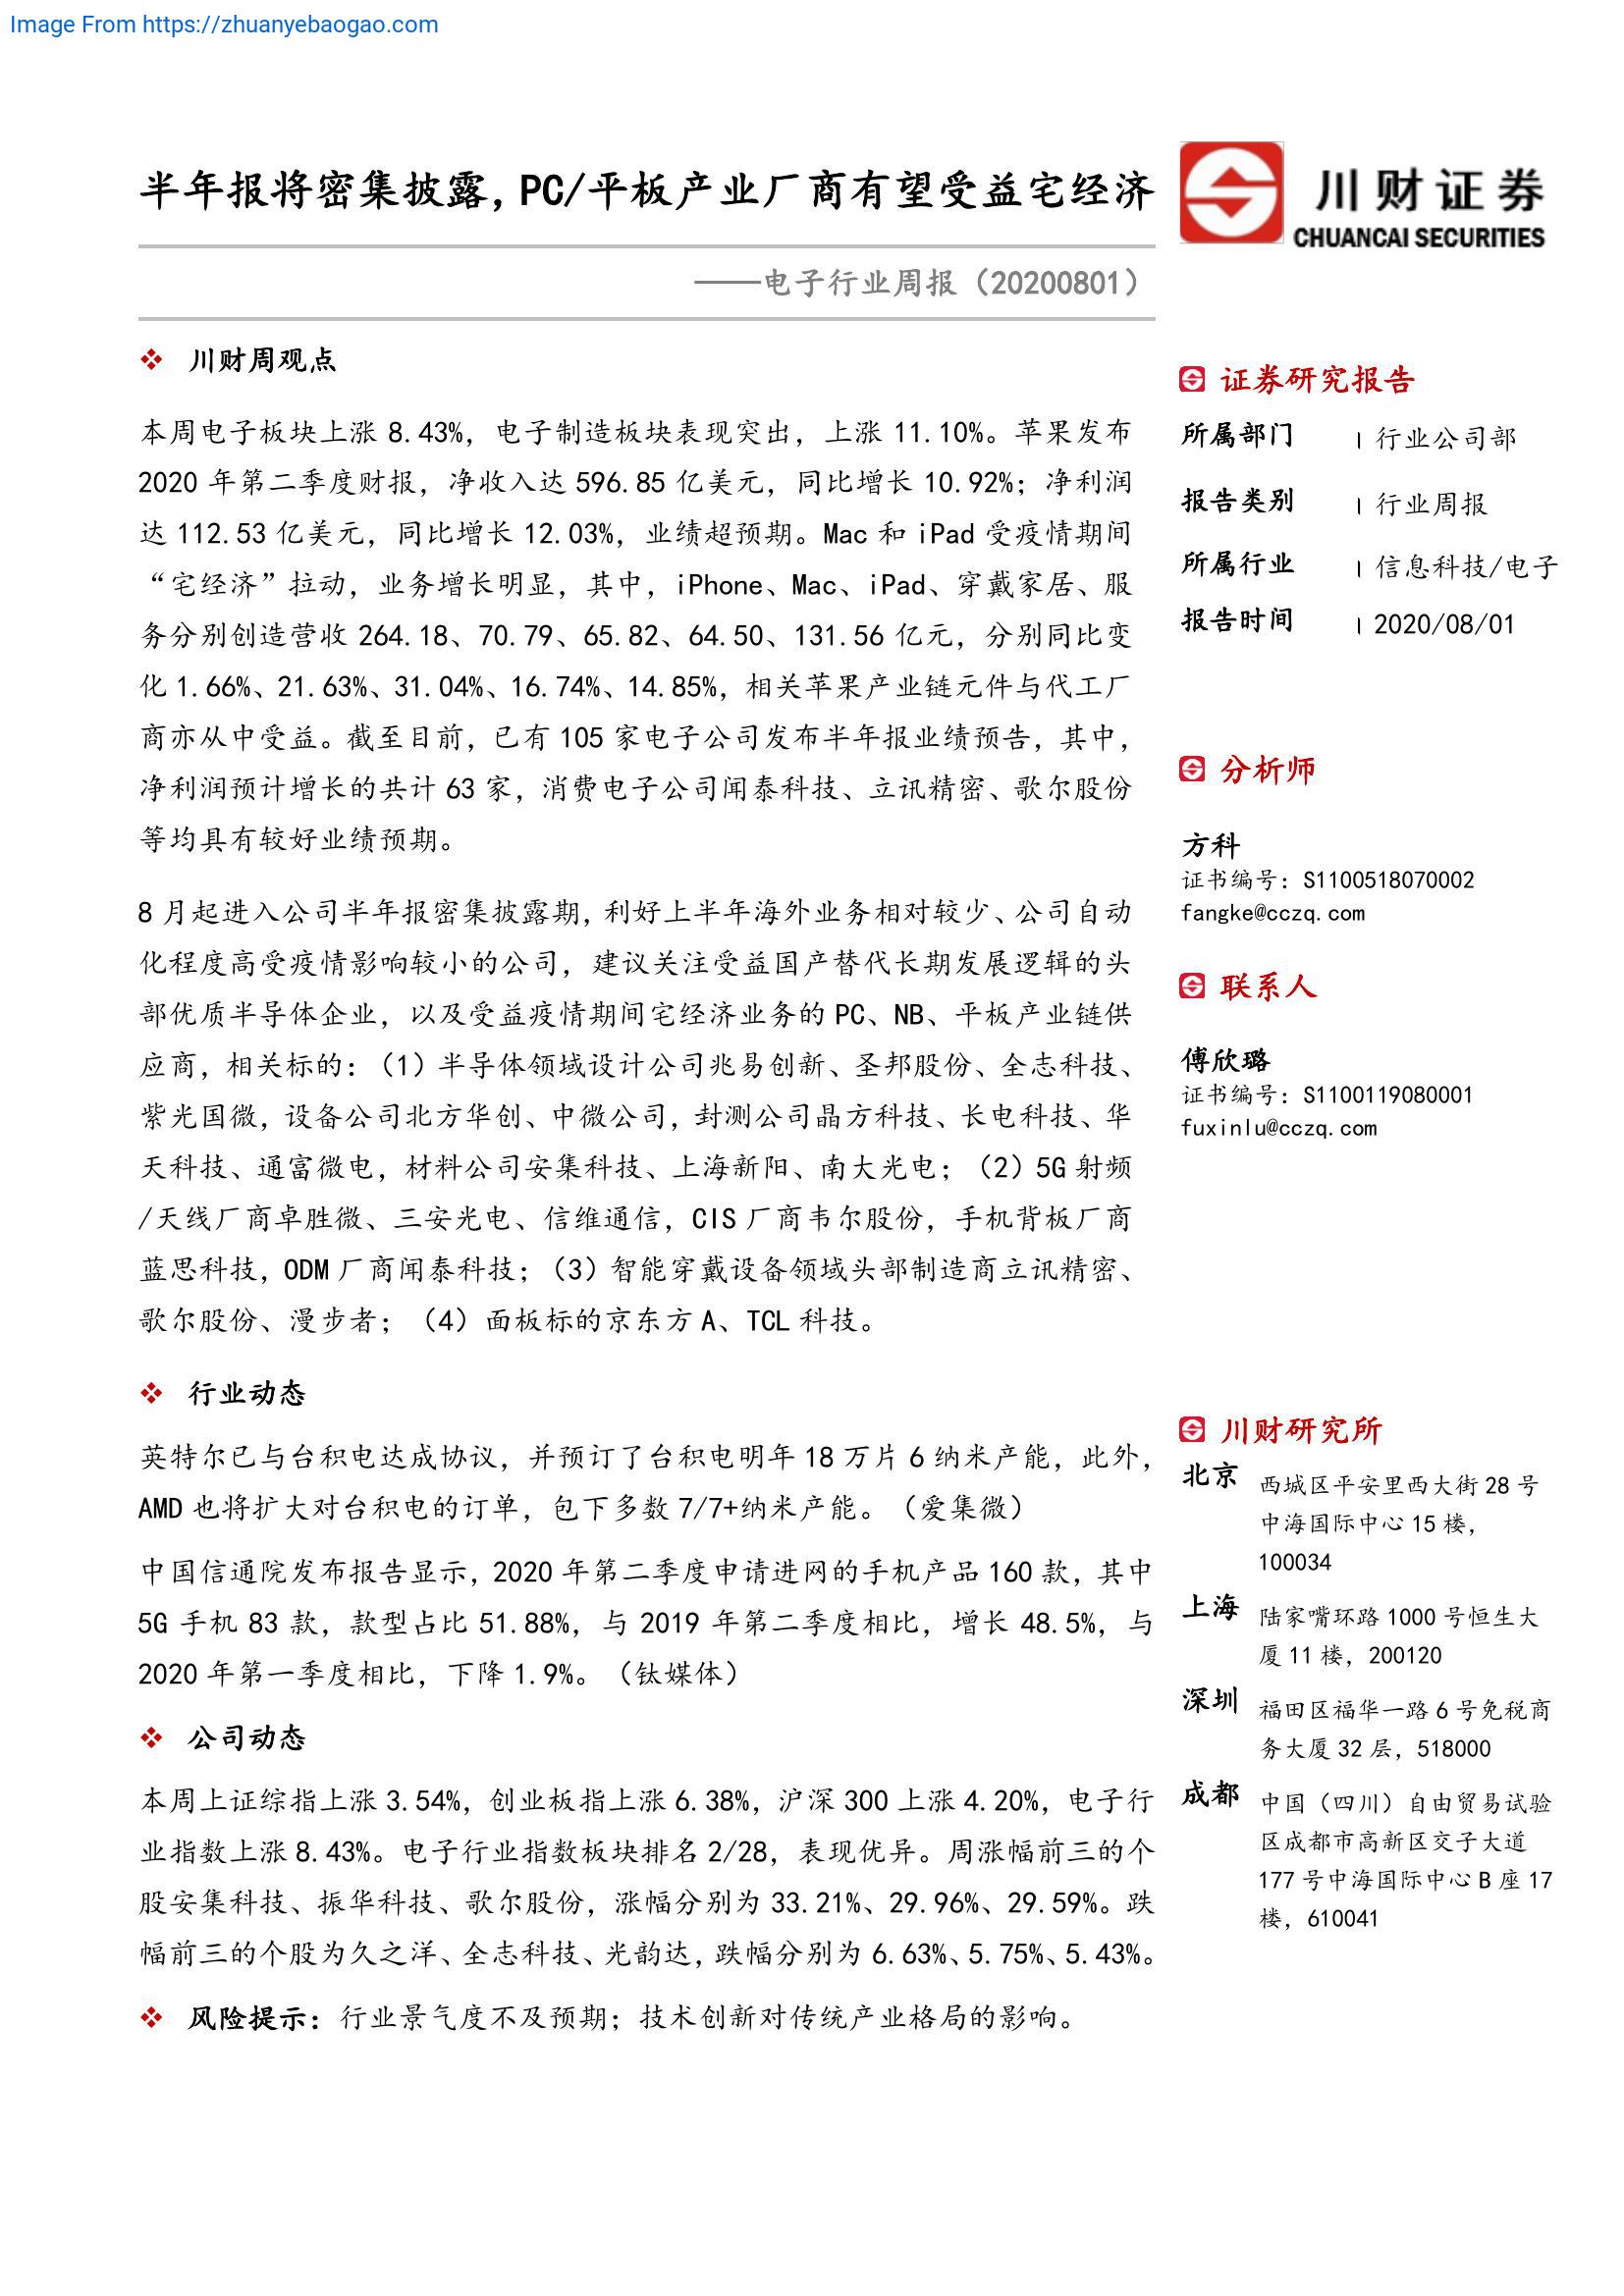 Image From https://zhuanyebaogao.com
半年报将密集披露，PC/平板产业厂商有望受益宅经济
——电子行业周报（20200801）
川财证券
CHUANCAI SECURITIES
❖ 川财周观点
本周电子板块上涨 8.43%，电子制造板块表现突出，上涨 11.10%。苹果发布
2020 年第二季度财报，净收入达 596.85 亿美元，同比增长 10.92%；净利润
达 112.53 亿美元，同比增长 12.03%，业绩超预期。Mac 和 iPad 受疫情期间
“宅经济”拉动，业务增长明显，其中，iPhone、Mac、iPad、穿戴家居、服
务分别创造营收 264.18、70.79、65.82、64.50、131.56 亿元，分别同比变
化 1.66%、21.63%、31.04%、16.74%、14.85%，相关苹果产业链元件与代工厂
商亦从中受益。截至目前，已有 105 家电子公司发布半年报业绩预告，其中，
净利润预计增长的共计 63 家，消费电子公司闻泰科技、立讯精密、歌尔股份
等均具有较好业绩预期。
8 月起进入公司半年报密集披露期，利好上半年海外业务相对较少、公司自动
化程度高受疫情影响较小的公司，建议关注受益国产替代长期发展逻辑的头
部优质半导体企业，以及受益疫情期间宅经济业务的 PC、NB、平板产业链供
应商，相关标的：（1）半导体领域设计公司兆易创新、圣邦股份、全志科技、
紫光国微，设备公司北方华创、中微公司，封测公司晶方科技、长电科技、华
天科技、通富微电，材料公司安集科技、上海新阳、南大光电；（2）5G 射频
/天线厂商卓胜微、三安光电、信维通信，CIS 厂商韦尔股份，手机背板厂商
蓝思科技，ODM 厂商闻泰科技；（3）智能穿戴设备领域头部制造商立讯精密、
歌尔股份、漫步者；（4）面板标的京东方 A、TCL 科技。
❖ 行业动态
英特尔已与台积电达成协议，并预订了台积电明年 18 万片 6 纳米产能，此外，
AMD 也将扩大对台积电的订单，包下多数 7/7+纳米产能。（爱集微）
中国信通院发布报告显示，2020 年第二季度申请进网的手机产品 160 款，其中
5G 手机 83 款，款型占比 51.88%，与 2019 年第二季度相比，增长 48.5%，与
2020 年第一季度相比，下降 1.9%。（钛媒体）
❖ 公司动态
本周上证综指上涨 3.54%，创业板指上涨 6.38%，沪深 300 上涨 4.20%，电子行
业指数上涨 8.43%。电子行业指数板块排名 2/28，表现优异。周涨幅前三的个
股安集科技、振华科技、歌尔股份，涨幅分别为 33.21%、29.96%、29.59%。跌
幅前三的个股为久之洋、全志科技、光韵达，跌幅分别为 6.63%、5.75%、5.43%。
❖ 风险提示：行业景气度不及预期；技术创新对传统产业格局的影响。
证券研究报告
所属部门 | 行业公司部
报告类别 | 行业周报
所属行业 | 信息科技/电子
报告时间 | 2020/08/01
分析师
方科
证书编号：S1100518070002
fangke@cczq.com
联系人
傅欣璐
证书编号：S1100119080001
fuxinlu@cczq.com
川财研究所
北京 西城区平安里西大街 28 号
中海国际中心 15 楼，
100034
上海 陆家嘴环路 1000 号恒生大
厦 11 楼，200120
深圳 福田区福华一路 6 号免税商
务大厦 32 层，518000
成都 中国（四川）自由贸易试验
区成都市高新区交子大道
177 号中海国际中心 B 座 17
楼，610041